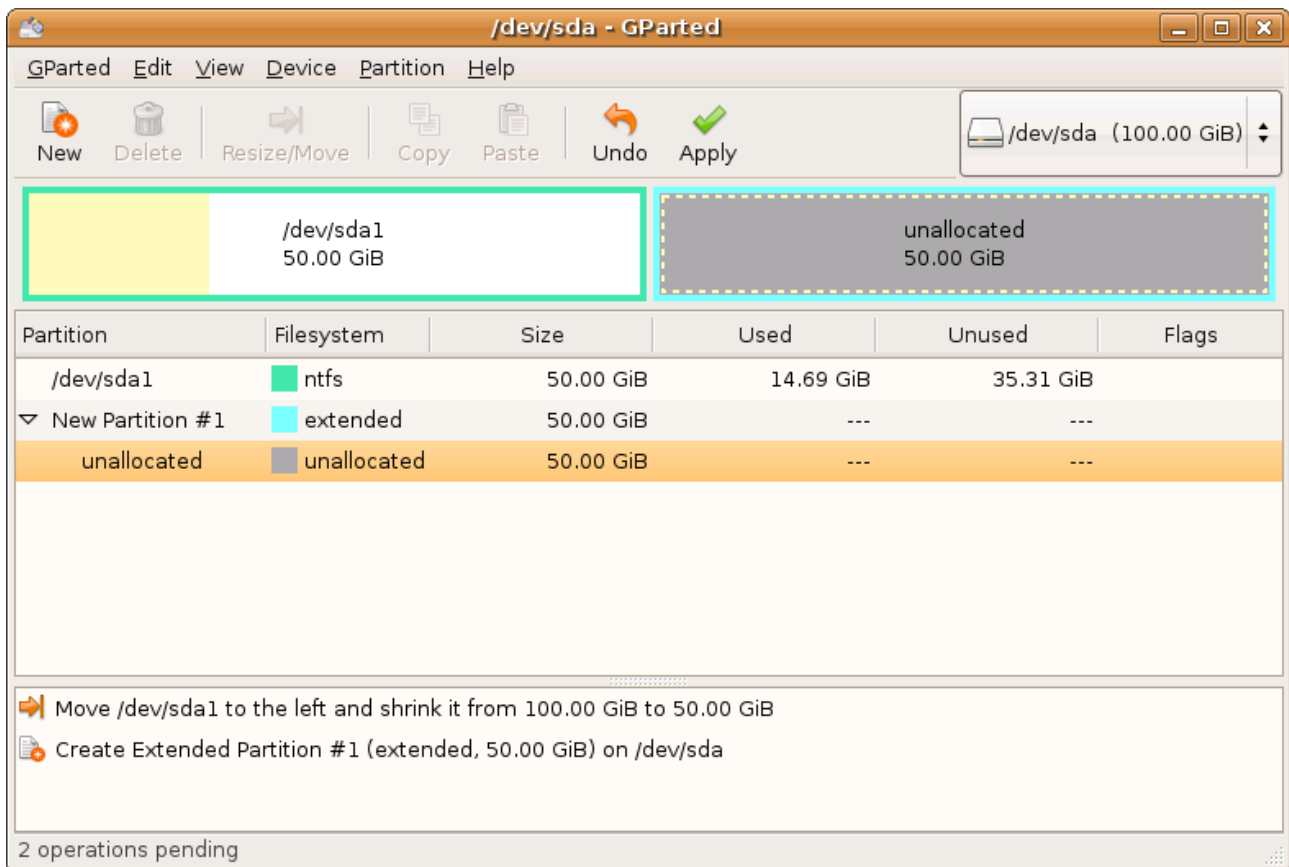 /dev/sda - GParted
GParted Edit View Device Partition Help
New Delete Resize/Move Copy Paste Undo Apply /dev/sda (100.00 GiB)
/dev/sda1 unallocated
50.00 GiB 50.00 GiB
Partition Filesystem Size Used Unused Flags
/dev/sda1 ntfs 50.00 GiB 14.69 GiB 35.31 GiB
New Partition #1 extended 50.00 GiB --- ---
unallocated unallocated 50.00 GiB --- ---
Move /dev/sda1 to the left and shrink it from 100.00 GiB to 50.00 GiB
Create Extended Partition #1 (extended, 50.00 GiB) on /dev/sda
2 operations pending